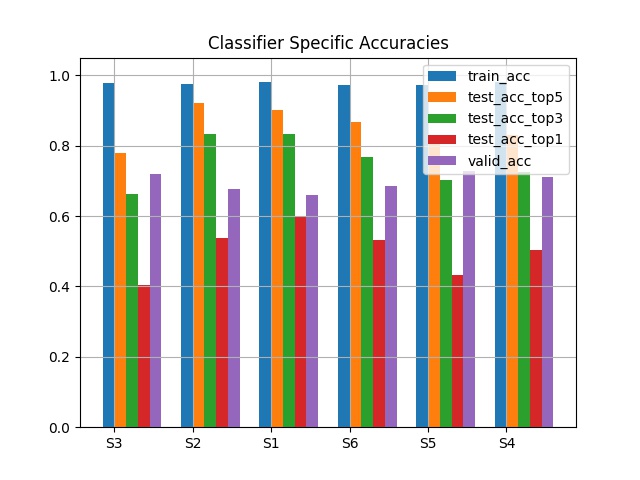 Classifier Specific Accuracies
1.0
0.8
0.6
0.4
0.2
0.0
train_acc
test_acc_top5
test_acc_top3
test_acc_top1
valid_acc
S3 S2 S1 S6 S5 S4